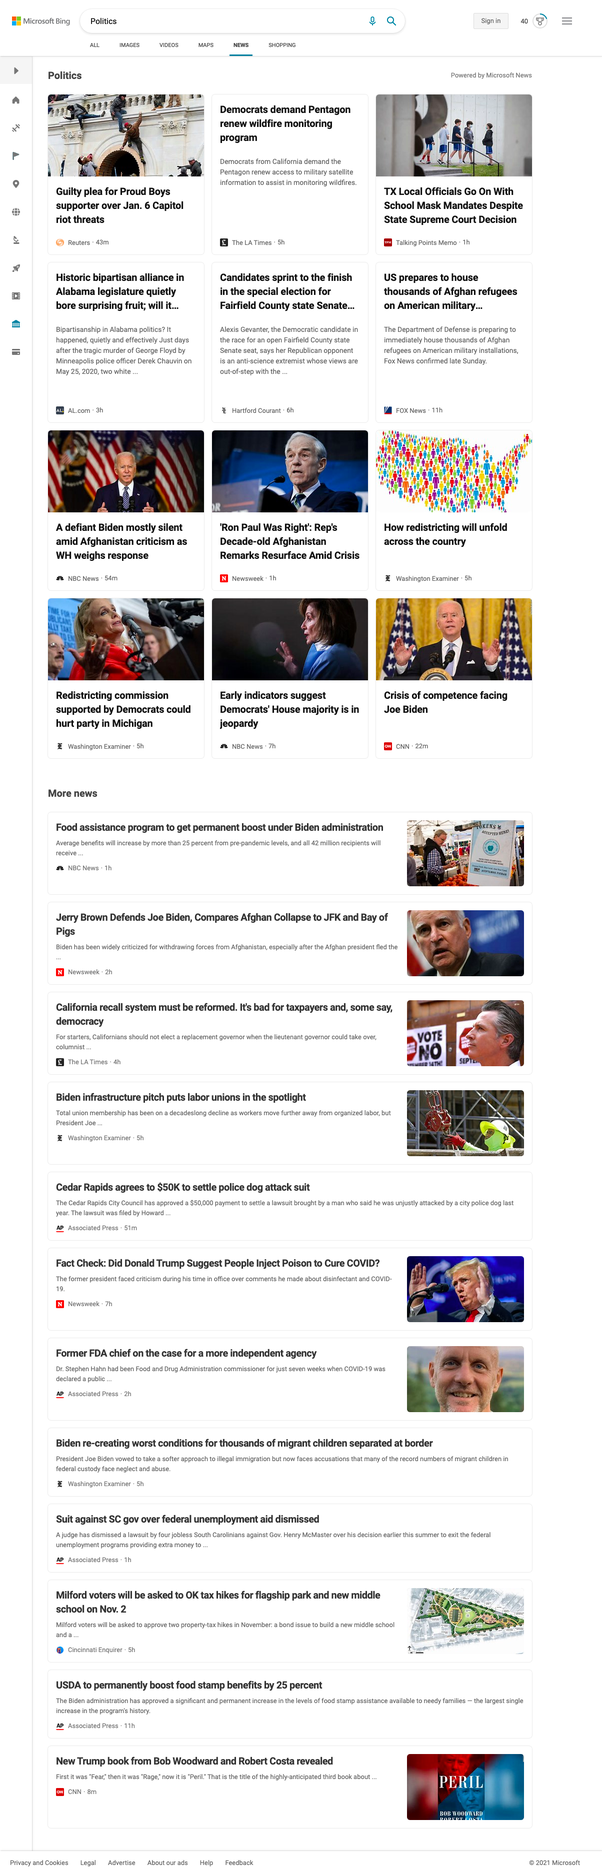 Microsoft Bing
Politics
Sign in
40
ALL
IMAGES
VIDEOS
MAPS
NEWS
SHOPPING
Politics
Powered by Microsoft News
Guilty plea for Proud Boys
supporter over Jan. 6 Capitol
riot threats
Reuters · 43m
Democrats demand Pentagon
renew wildfire monitoring
program
Democrats from California demand the
Pentagon renew access to military satellite
information to assist in monitoring wildfires.
The LA Times · 5h
TX Local Officials Go On With
School Mask Mandates Despite
State Supreme Court Decision
Talking Points Memo · 1h
Historic bipartisan alliance in
Alabama legislature quietly
bore surprising fruit; will it...
Bipartisanship in Alabama politics? It
happened, quietly and effectively Just days
after the tragic murder of George Floyd by
Minneapolis police officer Derek Chauvin on
May 25, 2020, two white ...
AL.com · 3h
Candidates sprint to the finish
in the special election for
Fairfield County state Senate...
Alexis Gevanter, the Democratic candidate in
the race for an open Fairfield County state
Senate seat, says her Republican opponent
is an anti-science extremist whose views are
out-of-step with the ...
Hartford Courant · 6h
US prepares to house
thousands of Afghan refugees
on American military...
The Department of Defense is preparing to
immediately house thousands of Afghan
refugees on American military installations,
Fox News confirmed late Sunday.
FOX News · 11h
A defiant Biden mostly silent
amid Afghanistan criticism as
WH weighs response
NBC News · 54m
'Ron Paul Was Right': Rep's
Decade-old Afghanistan
Remarks Resurface Amid Crisis
Newsweek · 1h
How redistricting will unfold
across the country
Washington Examiner · 5h
Redistricting commission
supported by Democrats could
hurt party in Michigan
Washington Examiner · 5h
Early indicators suggest
Democrats' House majority is in
jeopardy
NBC News · 7h
Crisis of competence facing
Joe Biden
CNN · 22m
More news
Food assistance program to get permanent boost under Biden administration
Average benefits will increase by more than 25 percent from pre-pandemic levels, and all 42 million recipients will
receive ...
NBC News · 1h
Jerry Brown Defends Joe Biden, Compares Afghan Collapse to JFK and Bay of
Pigs
Biden has been widely criticized for withdrawing forces from Afghanistan, especially after the Afghan president fled the
...
Newsweek · 2h
California recall system must be reformed. It's bad for taxpayers and, some say,
democracy
For starters, Californians should not elect a replacement governor when the lieutenant governor could take over,
columnist ...
The LA Times · 4h
VOTE
NO
Biden infrastructure pitch puts labor unions in the spotlight
Total union membership has been on a decadeslong decline as workers move further away from organized labor, but
President Joe ...
Washington Examiner · 5h
Cedar Rapids agrees to $50K to settle police dog attack suit
The Cedar Rapids City Council has approved a $50,000 payment to settle a lawsuit brought by a man who said he was unjustly attacked by a city police dog last
year. The lawsuit was filed by Howard ...
AP Associated Press · 51m
Fact Check: Did Donald Trump Suggest People Inject Poison to Cure COVID?
The former president faced criticism during his time in office over comments he made about disinfectant and COVID-
19.
Newsweek · 7h
Former FDA chief on the case for a more independent agency
Dr. Stephen Hahn had been Food and Drug Administration commissioner for just seven weeks when COVID-19 was
declared a public ...
AP Associated Press · 2h
Biden re-creating worst conditions for thousands of migrant children separated at border
President Joe Biden vowed to take a softer approach to illegal immigration but now faces accusations that many of the record numbers of migrant children in
federal custody face neglect and abuse.
Washington Examiner · 5h
Suit against SC gov over federal unemployment aid dismissed
A judge has dismissed a lawsuit by four jobless South Carolinians against Gov. Henry McMaster over his decision earlier this summer to exit the federal
unemployment programs providing extra money to ...
AP Associated Press · 1h
Milford voters will be asked to OK tax hikes for flagship park and new middle
school on Nov. 2
Milford voters will be asked to approve two property-tax hikes in November: a bond issue to build a new middle school
and a ...
Cincinnati Enquirer · 5h
USDA to permanently boost food stamp benefits by 25 percent
The Biden administration has approved a significant and permanent increase in the levels of food stamp assistance available to needy families — the largest single
increase in the program's history.
AP Associated Press · 11h
New Trump book from Bob Woodward and Robert Costa revealed
First it was "Fear," then it was "Rage," now it is "Peril." That is the title of the highly-anticipated third book about ...
CNN · 8m
PERIL
BOB WOODWARD
ROBERT COSTA
Privacy and Cookies
Legal
Advertise
About our ads
Help
Feedback
© 2021 Microsoft